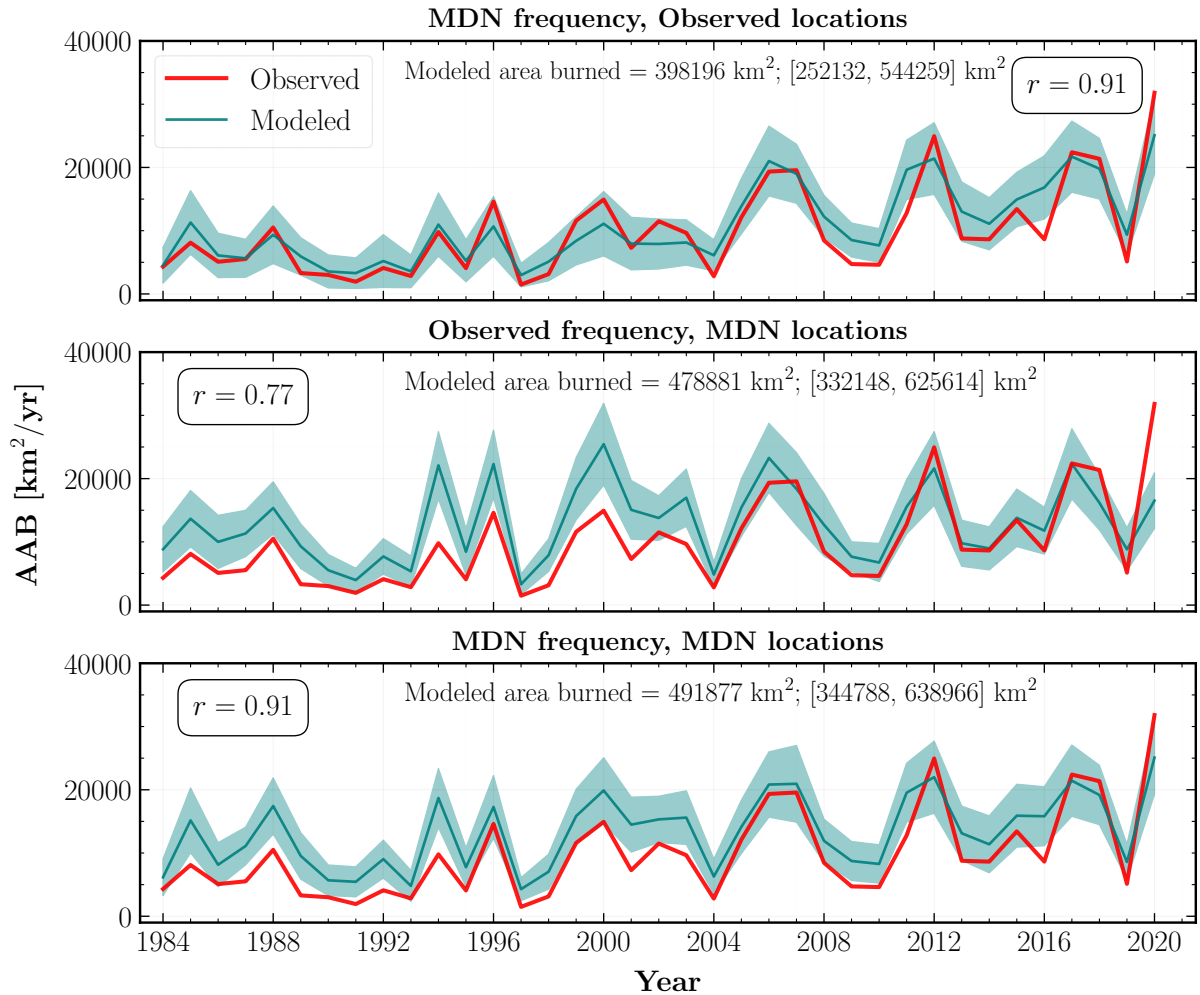 MDN frequency, Observed locations
40000
Observed
Modeled
Modeled area burned = 398196 km²; [252132, 544259] km²
r = 0.91
20000
0
Observed frequency, MDN locations
40000
Modeled area burned = 478881 km²; [332148, 625614] km²
r = 0.77
20000
0
AAB [km²/yr]
MDN frequency, MDN locations
40000
Modeled area burned = 491877 km²; [344788, 638966] km²
r = 0.91
20000
0
1984 1988 1992 1996 2000 2004 2008 2012 2016 2020
Year